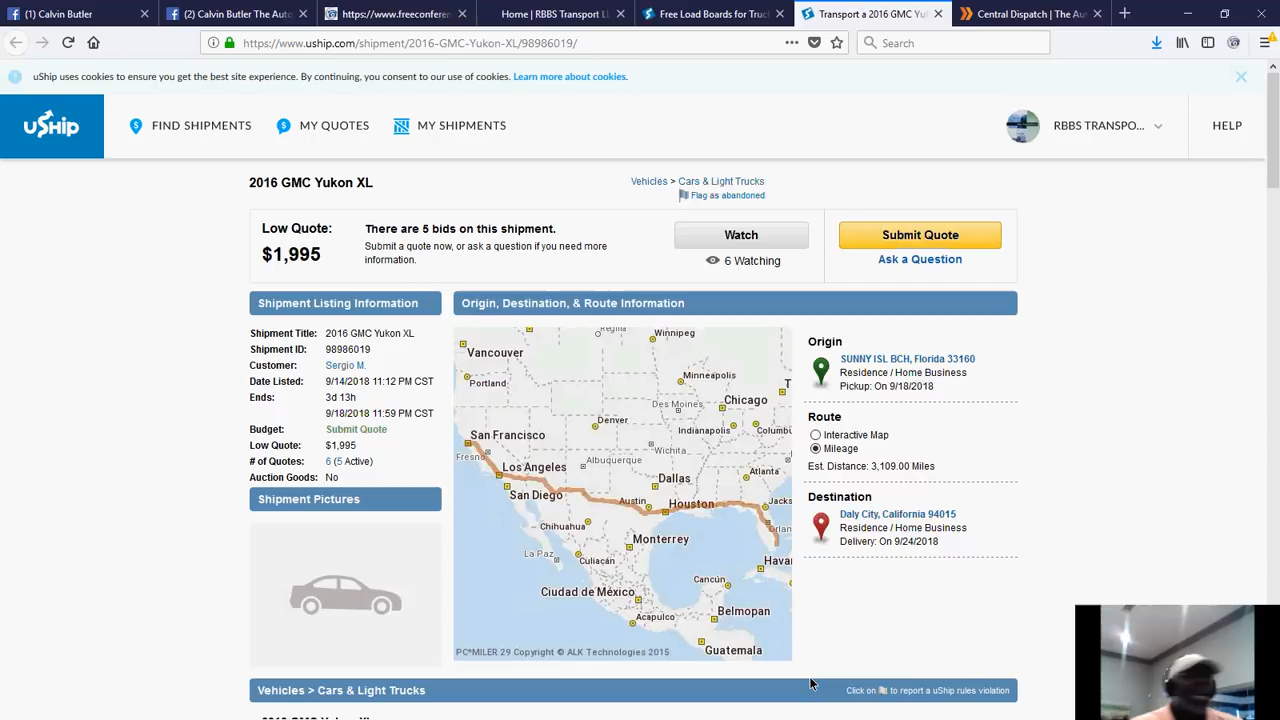 (1) Calvin Butler
(2) Calvin Butler The Auto
https://www.freeconferen
Home | RBBS Transport Ll
Free Load Boards for Truck
Transport a 2016 GMC Yu
Central Dispatch | The Au
https://www.uship.com/shipment/2016-GMC-Yukon-XL/98986019/
Search
uShip uses cookies to ensure you get the best site experience. By continuing, you consent to our use of cookies. Learn more about cookies.
uShip
FIND SHIPMENTS
MY QUOTES
MY SHIPMENTS
RBBS TRANSPO...
HELP
2016 GMC Yukon XL
Vehicles > Cars & Light Trucks
Flag as abandoned
Low Quote:
$1,995
There are 5 bids on this shipment.
Submit a quote now, or ask a question if you need more
information.
Watch
6 Watching
Submit Quote
Ask a Question
Shipment Listing Information
Shipment Title: 2016 GMC Yukon XL
Shipment ID: 98986019
Customer: Sergio M.
Date Listed: 9/14/2018 11:12 PM CST
Ends: 3d 13h
9/18/2018 11:59 PM CST
Budget: Submit Quote
Low Quote: $1,995
# of Quotes: 6 (5 Active)
Auction Goods: No
Shipment Pictures
Origin, Destination, & Route Information
Regina
Winnipeg
Vancouver
Portland
Minneapolis
T
Chicago
Des Moines
Denver
Indianapolis
Columbu
San Francisco
Fresno
Wichita
Los Angeles
Albuquerque
Atlanta
San Diego
Dallas
Austin
Houston
Jacks
Chihuahua
Orlan
La Paz
Monterrey
Culiacán
Havan
Cancún
Ciudad de México
Belmopan
Acapulco
Guatemala
PC*MILER 29 Copyright © ALK Technologies 2015
Origin
SUNNY ISL BCH, Florida 33160
Residence / Home Business
Pickup: On 9/18/2018
Route
Interactive Map
Mileage
Est. Distance: 3,109.00 Miles
Destination
Daly City, California 94015
Residence / Home Business
Delivery: On 9/24/2018
Vehicles > Cars & Light Trucks
Click on to report a uShip rules violation